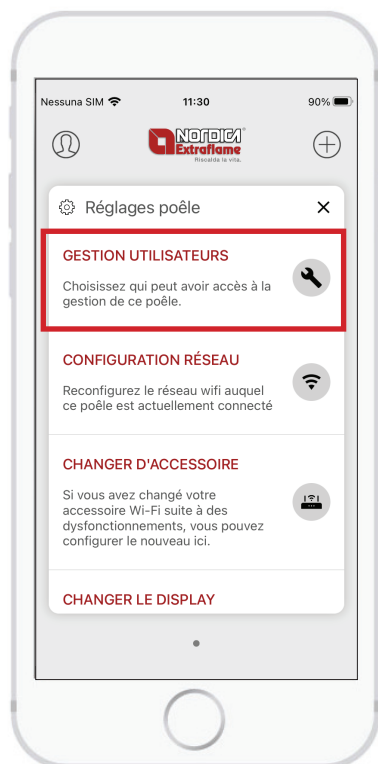 Nessuna SIM 11:30 90%
NORDICA®
Extraflame
Riscalda la vita.
Réglages poêle
GESTION UTILISATEURS
Choisissez qui peut avoir accès à la
gestion de ce poêle.
CONFIGURATION RÉSEAU
Reconfigurez le réseau wifi auquel
ce poêle est actuellement connecté
CHANGER D'ACCESSOIRE
Si vous avez changé votre
accessoire Wi-Fi suite à des
dysfonctionnements, vous pouvez
configurer le nouveau ici.
CHANGER LE DISPLAY